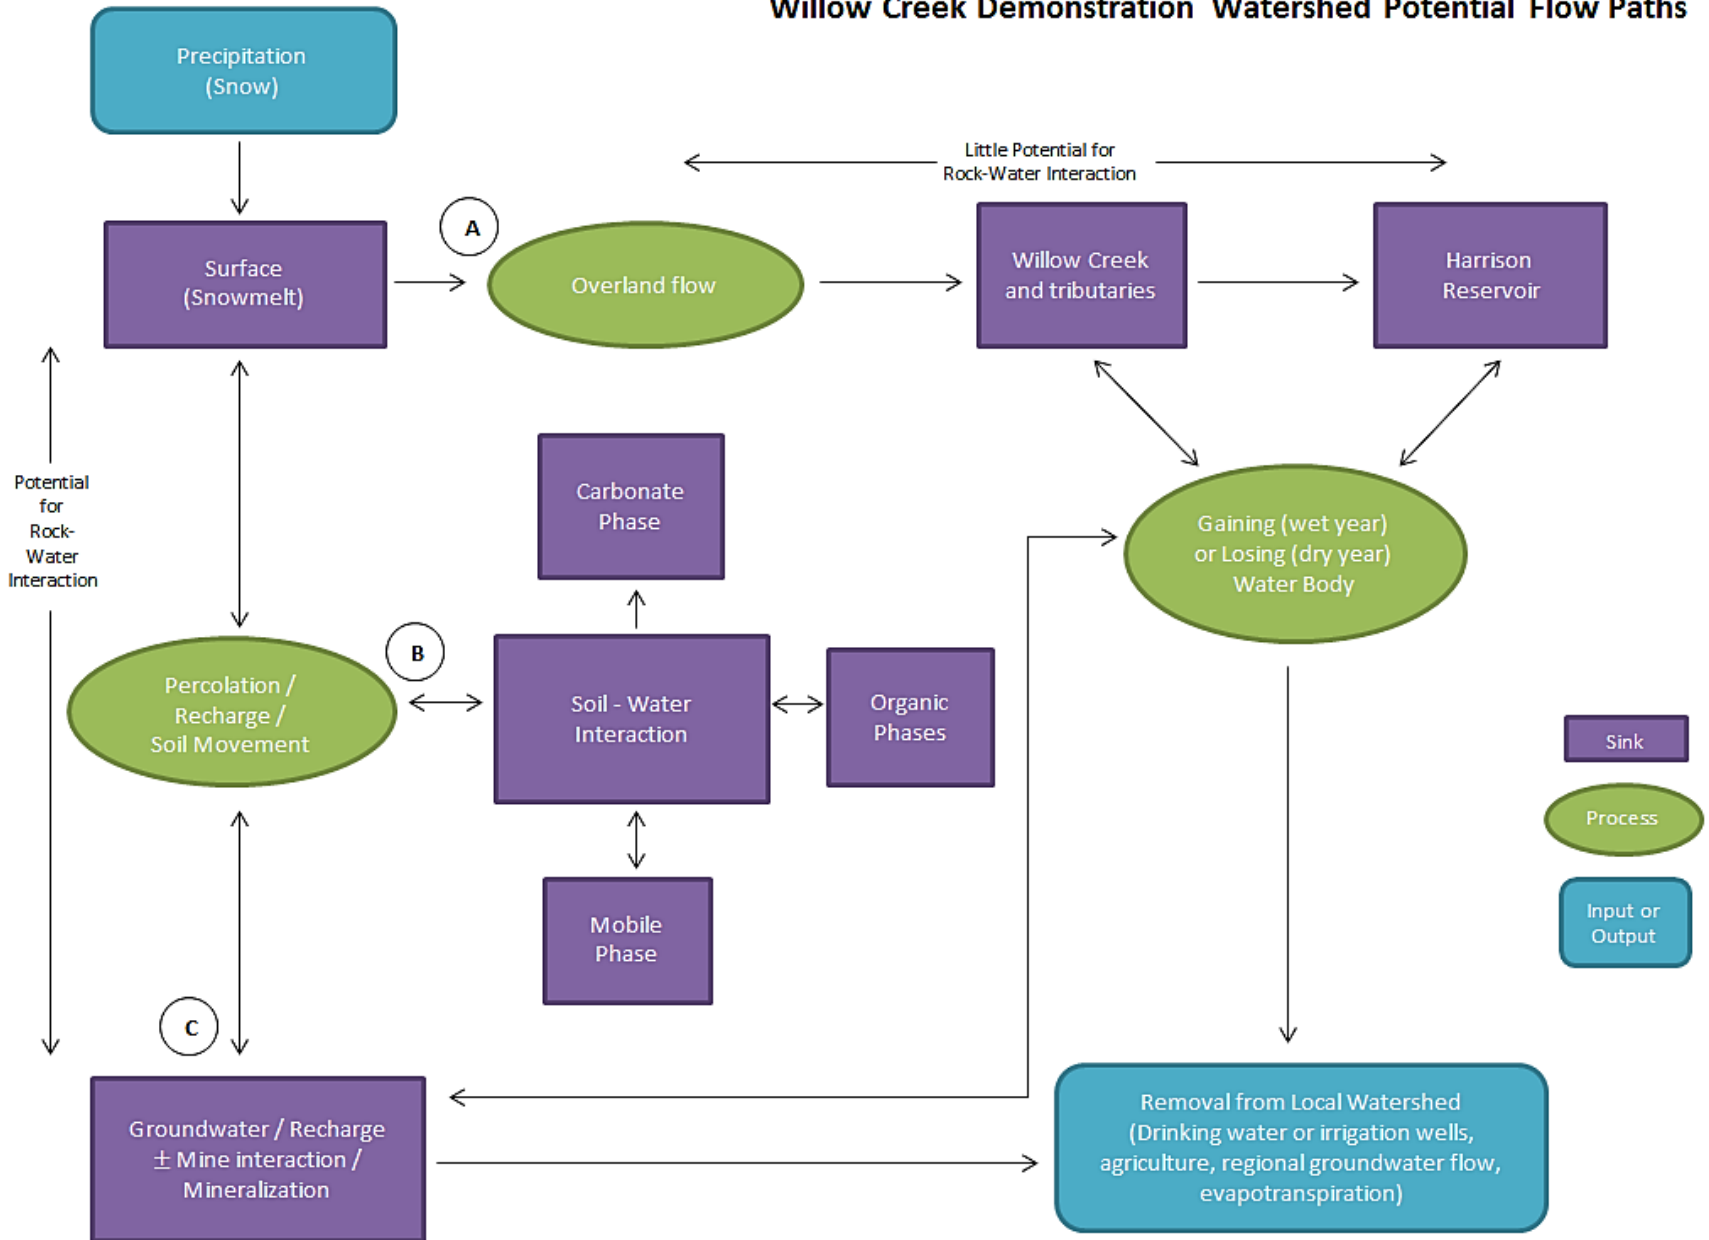 Willow Creek Demonstration Watershed Potential Flow Paths
Precipitation
(Snow)
Little Potential for
Rock-Water Interaction
A
Surface
(Snowmelt)
Overland flow
Willow Creek
and tributaries
Harrison
Reservoir
Potential
for
Rock-
Water
Interaction
Carbonate
Phase
Gaining (wet year)
or Losing (dry year)
Water Body
B
Percolation /
Recharge /
Soil Movement
Soil - Water
Interaction
Organic
Phases
Sink
Process
Input or
Output
Mobile
Phase
C
Groundwater / Recharge
± Mine interaction /
Mineralization
Removal from Local Watershed
(Drinking water or irrigation wells,
agriculture, regional groundwater flow,
evapotranspiration)